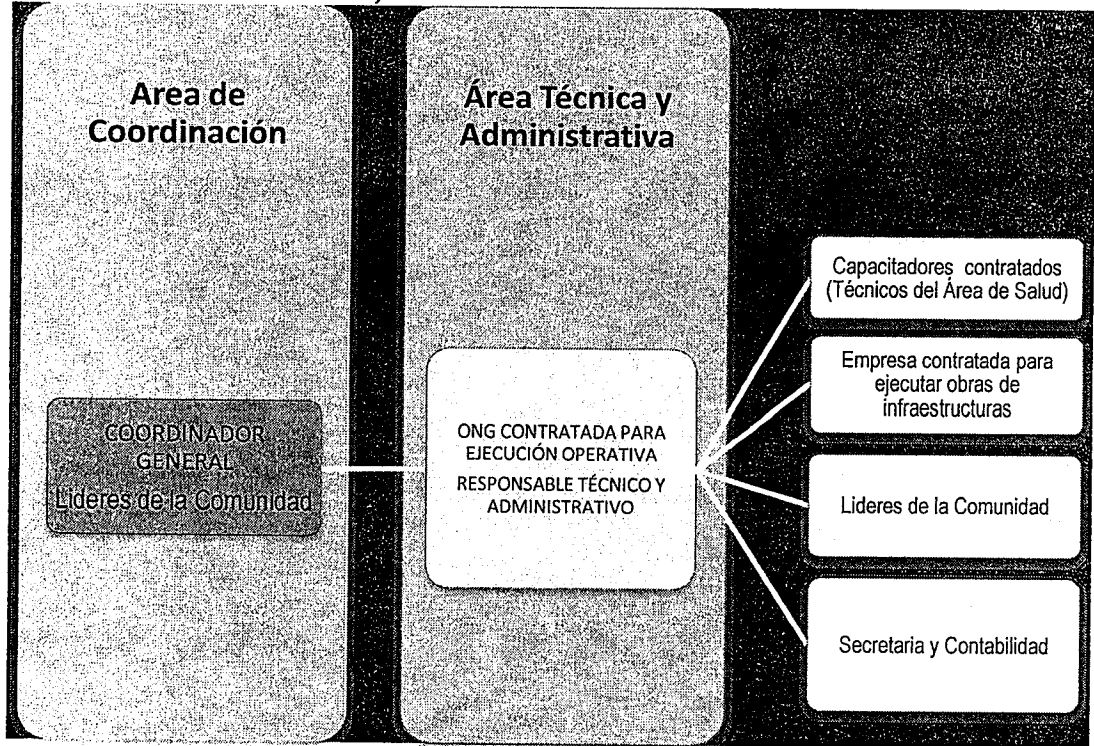 Area de
Coordinación
COORDINADOR
GENERAL
Lideres de la Comunidad
Área Técnica y
Administrativa
ONG CONTRATADA PARA
EJECUCIÓN OPERATIVA
RESPONSABLE TÉCNICO Y
ADMINISTRATIVO
Capacitadores contratados
(Técnicos del Área de Salud)
Empresa contratada para
ejecutar obras de
infraestructuras
Lideres de la Comunidad
Secretaria y Contabilidad